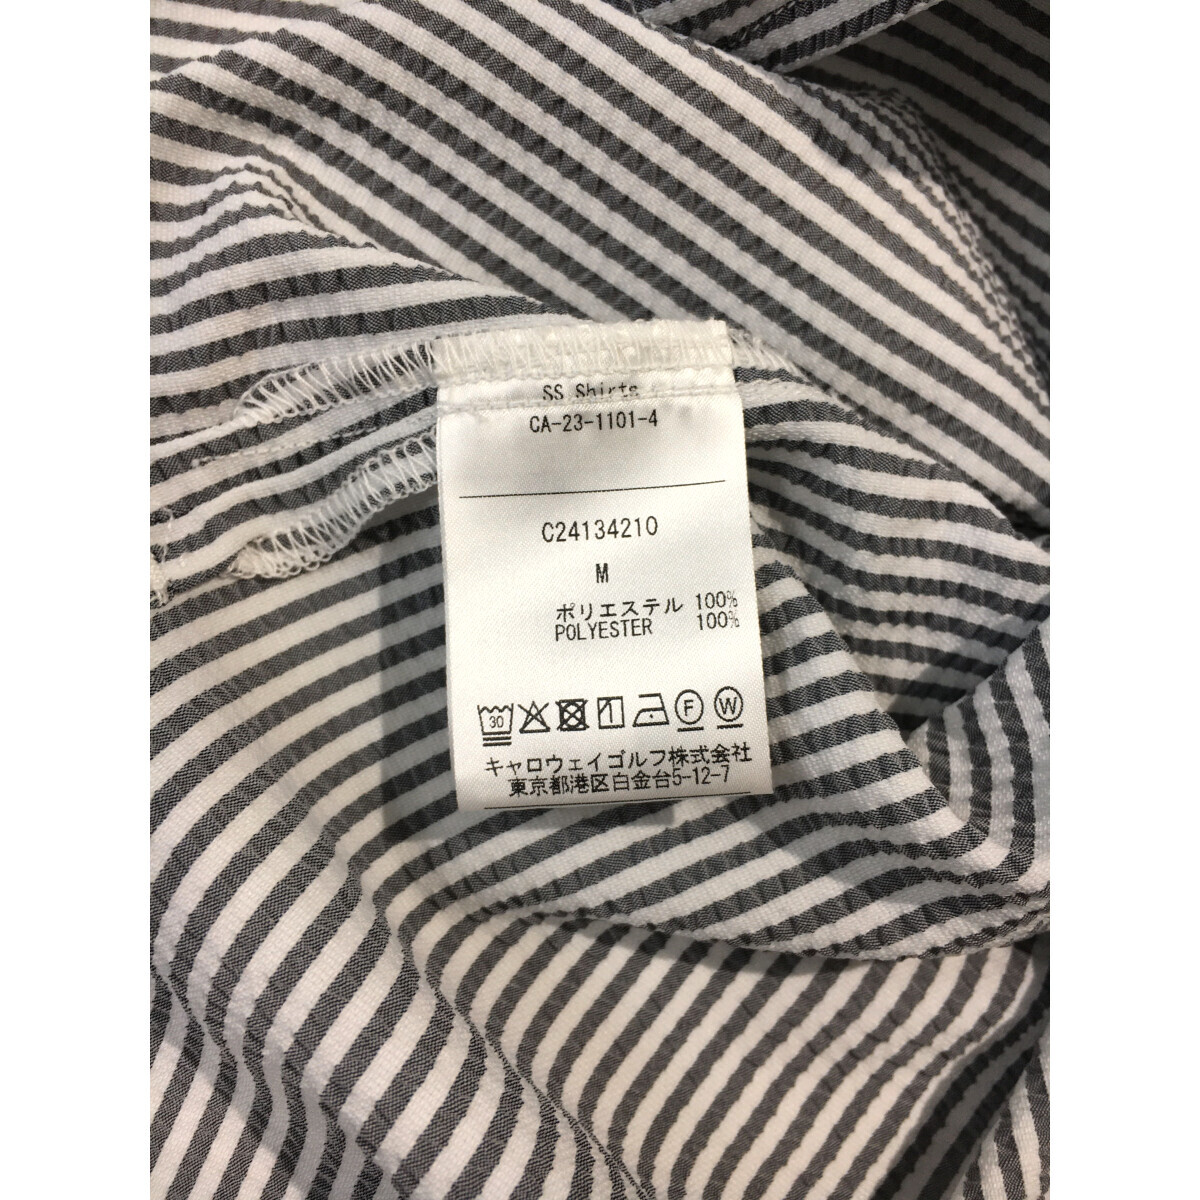 SS Shirts
CA-23-1101-4
C24134210
M
ポリエステル 100%
POLYESTER 100%
30 F W
キャロウェイゴルフ株式会社
東京都港区白金台5-12-7